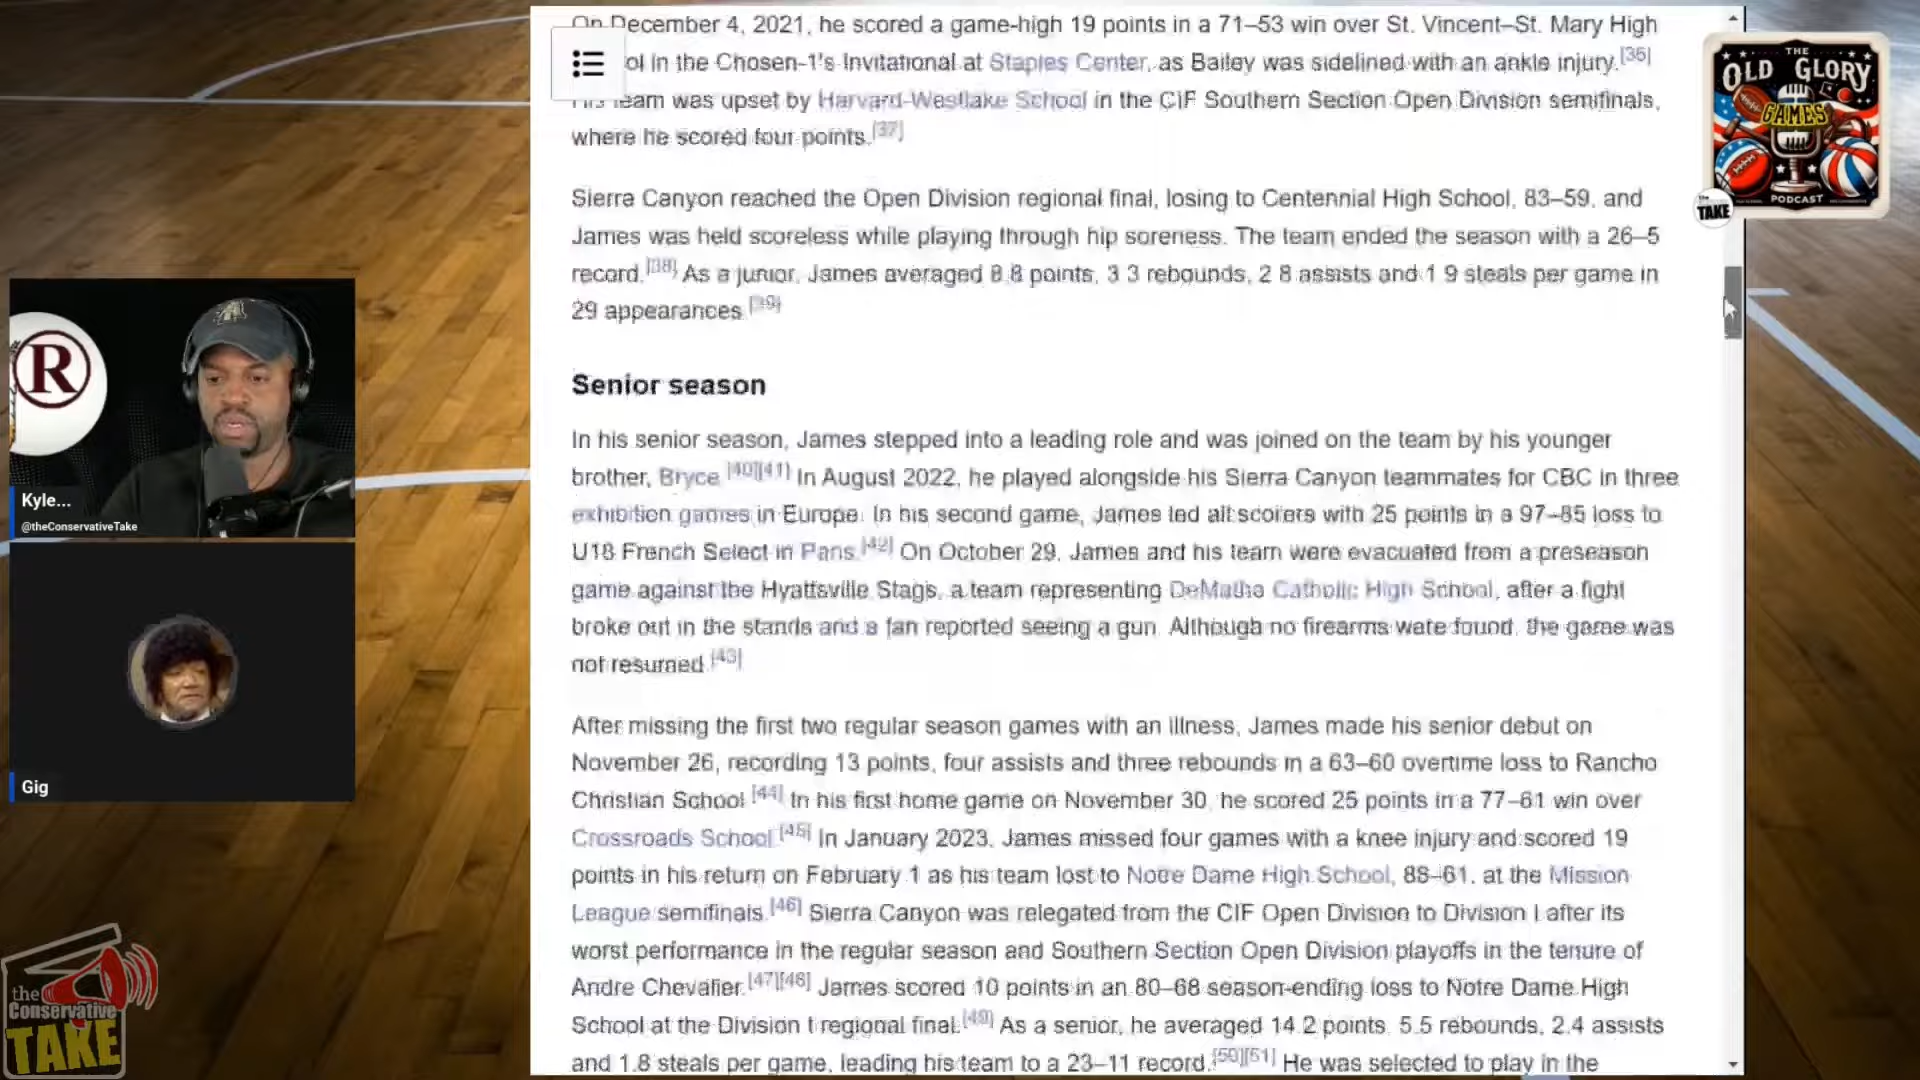 On December 4, 2021, he scored a game-high 19 points in a 71–53 win over St. Vincent–St. Mary High
ol in the Chosen-1's Invitational at Staples Center, as Bailey was sidelined with an ankle injury.[36]
His team was upset by Harvard-Westlake School in the CIF Southern Section Open Division semifinals,
where he scored four points.[37]
Sierra Canyon reached the Open Division regional final, losing to Centennial High School, 83–59, and
James was held scoreless while playing through hip soreness. The team ended the season with a 26–5
record.[38] As a junior, James averaged 8.8 points, 3.3 rebounds, 2.8 assists and 1.9 steals per game in
29 appearances.[39]
Senior season
In his senior season, James stepped into a leading role and was joined on the team by his younger
brother, Bryce.[40][41] In August 2022, he played alongside his Sierra Canyon teammates for CBC in three
exhibition games in Europe. In his second game, James led all scorers with 25 points in a 97–85 loss to
U18 French Select in Paris.[42] On October 29, James and his team were evacuated from a preseason
game against the Hyattsville Stags, a team representing DeMatha Catholic High School, after a fight
broke out in the stands and a fan reported seeing a gun. Although no firearms were found, the game was
not resumed.[43]
After missing the first two regular season games with an illness, James made his senior debut on
November 26, recording 13 points, four assists and three rebounds in a 63–60 overtime loss to Rancho
Christian School.[44] In his first home game on November 30, he scored 25 points in a 77–61 win over
Crossroads School.[45] In January 2023, James missed four games with a knee injury and scored 19
points in his return on February 1 as his team lost to Notre Dame High School, 88–61, at the Mission
League semifinals.[46] Sierra Canyon was relegated from the CIF Open Division to Division I after its
worst performance in the regular season and Southern Section Open Division playoffs in the tenure of
Andre Chevalier.[47][48] James scored 10 points in an 80–68 season-ending loss to Notre Dame High
School at the Division I regional final.[49] As a senior, he averaged 14.2 points, 5.5 rebounds, 2.4 assists
and 1.8 steals per game, leading his team to a 23–11 record.[50][51] He was selected to play in the
THE
OLD GLORY
GAMES
PODCAST
the
TAKE
R
Kyle...
@theConservativeTake
Gig
the
Conservative
TAKE